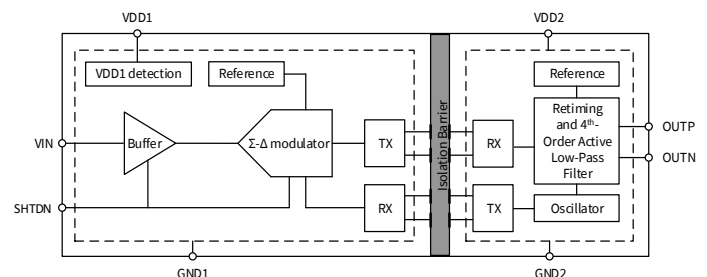 VDD1
VDD2
VDD1 detection
Reference
Reference
VIN
Buffer
Σ-Δ modulator
TX
Isolation Barrier
RX
Retiming
and 4th-
Order Active
Low-Pass
Filter
OUTP
OUTN
SHTDN
RX
TX
Oscillator
GND1
GND2